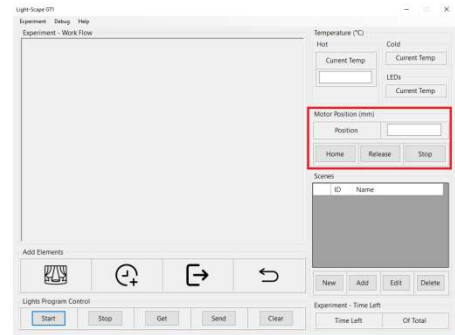 Light-Scape GTI
Experiment Debug Help
Experiment - Work Flow
Temperature (°C)
Hot Cold
Current Temp Current Temp
LEDs
Current Temp
Motor Position (mm)
Position
Home Release Stop
Scenes
ID Name
Add Elements
New Add Edit Delete
Lights Program Control
Start Stop Get Send Clear
Experiment - Time Left
Time Left Of Total